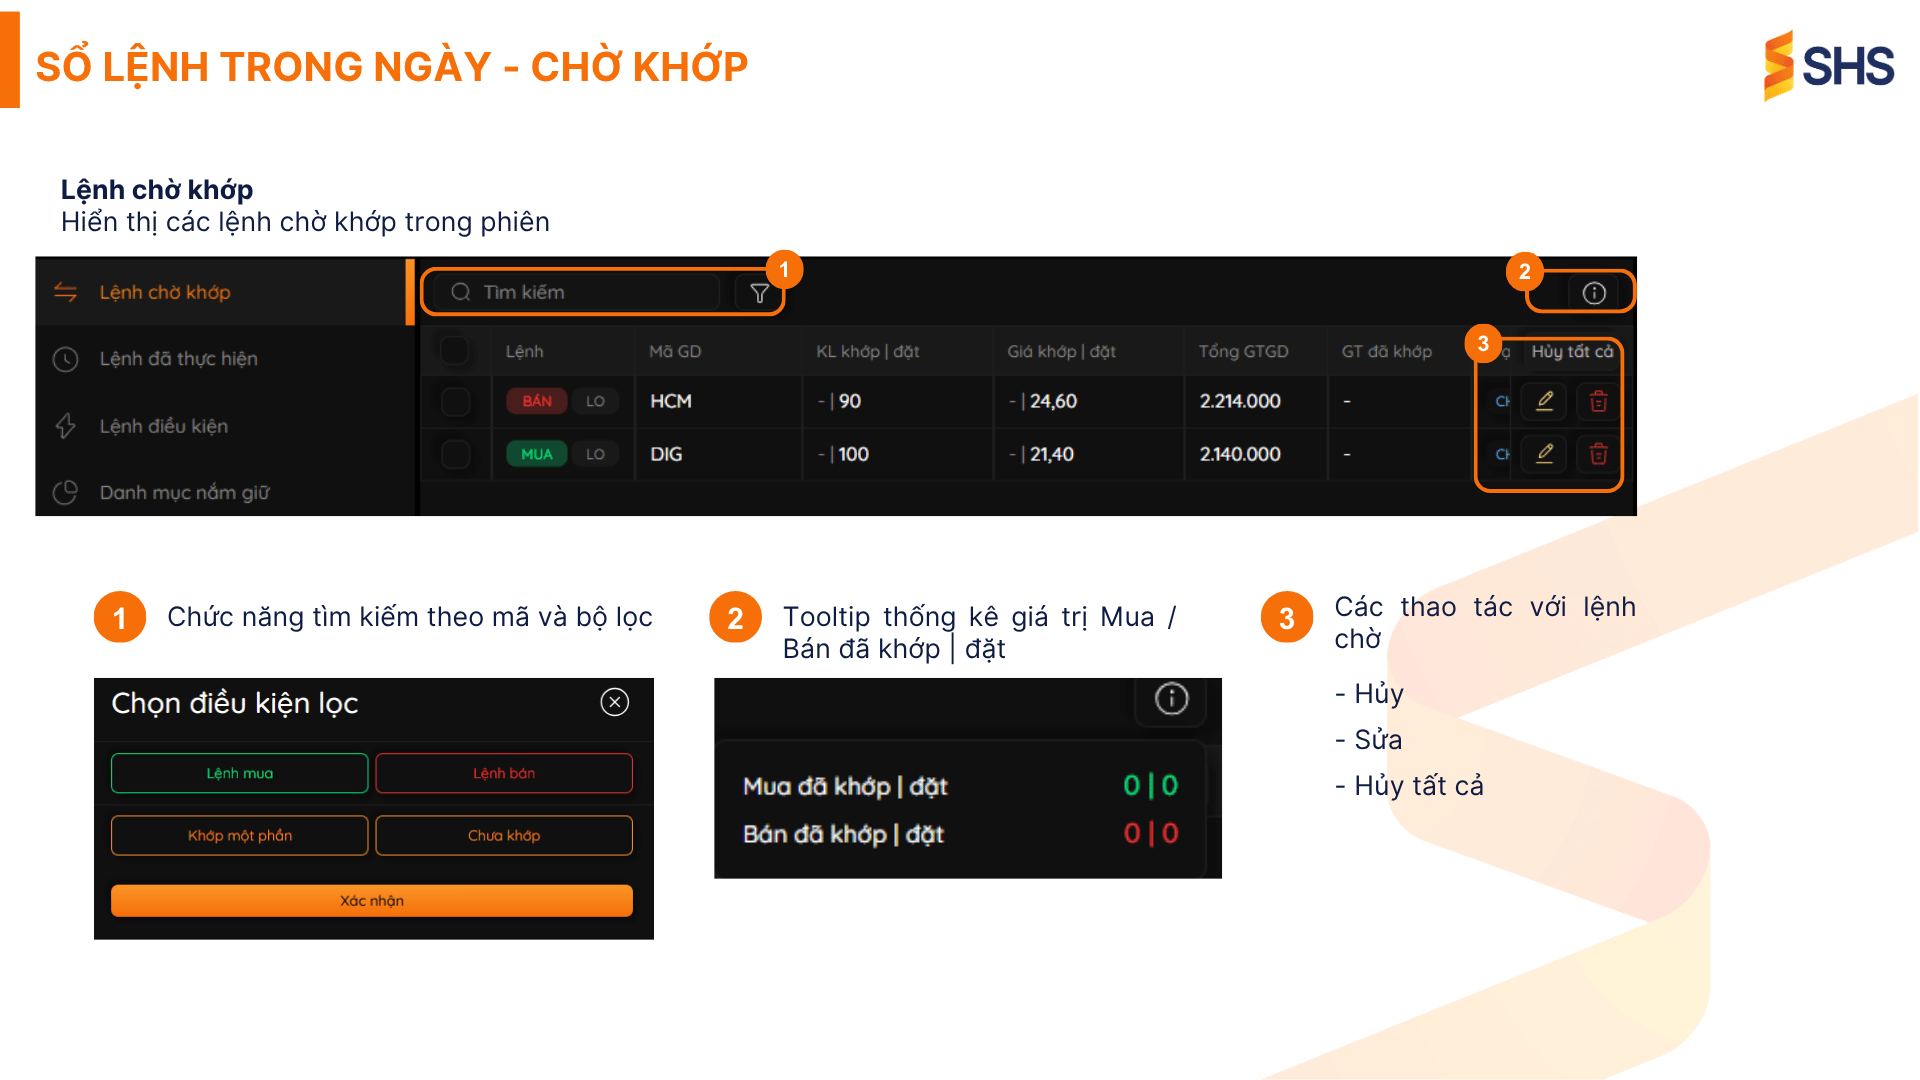 SỔ LỆNH TRONG NGÀY - CHỜ KHỚP
SHS
Lệnh chờ khớp
Hiển thị các lệnh chờ khớp trong phiên
Lệnh chờ khớp
Tìm kiếm
1
2
Lệnh đã thực hiện
Lệnh Mã GD KL khớp | đặt Giá khớp | đặt Tổng GTGD GT đã khớp Hủy tất cả
3
BÁN LO HCM - | 90 - | 24,60 2.214.000 -
Lệnh điều kiện
MUA LO DIG - | 100 - | 21,40 2.140.000 -
Danh mục nắm giữ
1 Chức năng tìm kiếm theo mã và bộ lọc
Chọn điều kiện lọc
Lệnh mua Lệnh bán
Khớp một phần Chưa khớp
Xác nhận
2 Tooltip thống kê giá trị Mua /
Bán đã khớp | đặt
Mua đã khớp | đặt 0 | 0
Bán đã khớp | đặt 0 | 0
3 Các thao tác với lệnh
chờ
- Hủy
- Sửa
- Hủy tất cả